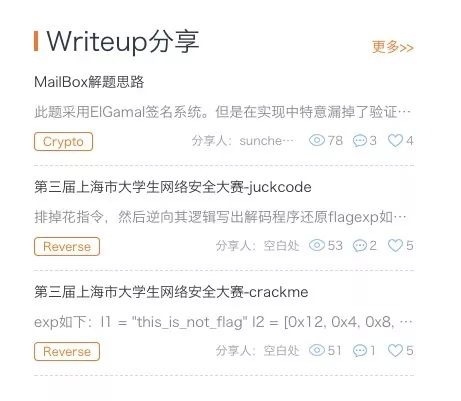 Writeup分享
更多>>
MailBox解题思路
此题采用ElGamal签名系统。但是在实现中特意漏掉了验证···
Crypto 分享人：sunche··· 78 3 4
第三届上海市大学生网络安全大赛-juckcode
排掉花指令，然后逆向其逻辑写出解码程序还原flagexp如···
Reverse 分享人：空白处 53 2 5
第三届上海市大学生网络安全大赛-crackme
exp如下：l1 = "this_is_not_flag" l2 = [0x12, 0x4, 0x8, ···
Reverse 分享人：空白处 51 1 5